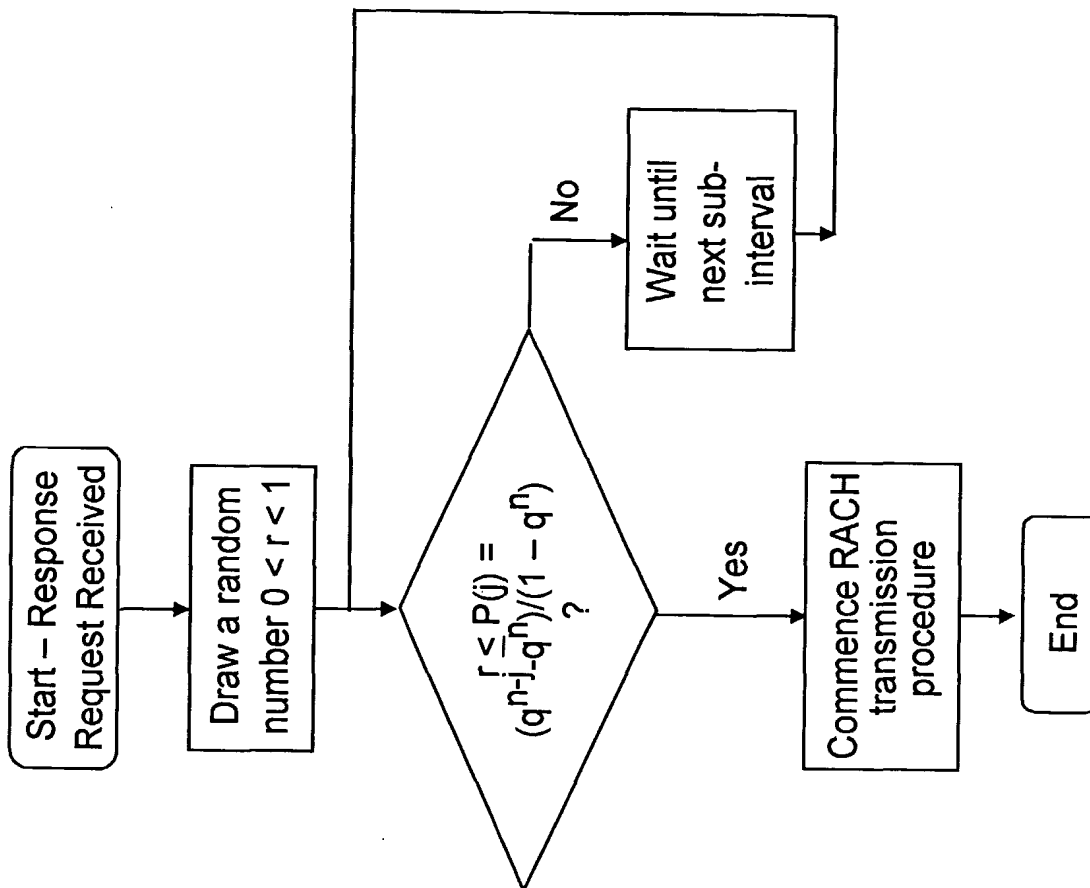 Start – Response
Request Received
Draw a random
number 0 < r < 1
r ≤ P(j) =
(q^n-j-q^n)/(1 – q^n)
?
No
Wait until
next sub-
interval
Yes
Commence RACH
transmission
procedure
End